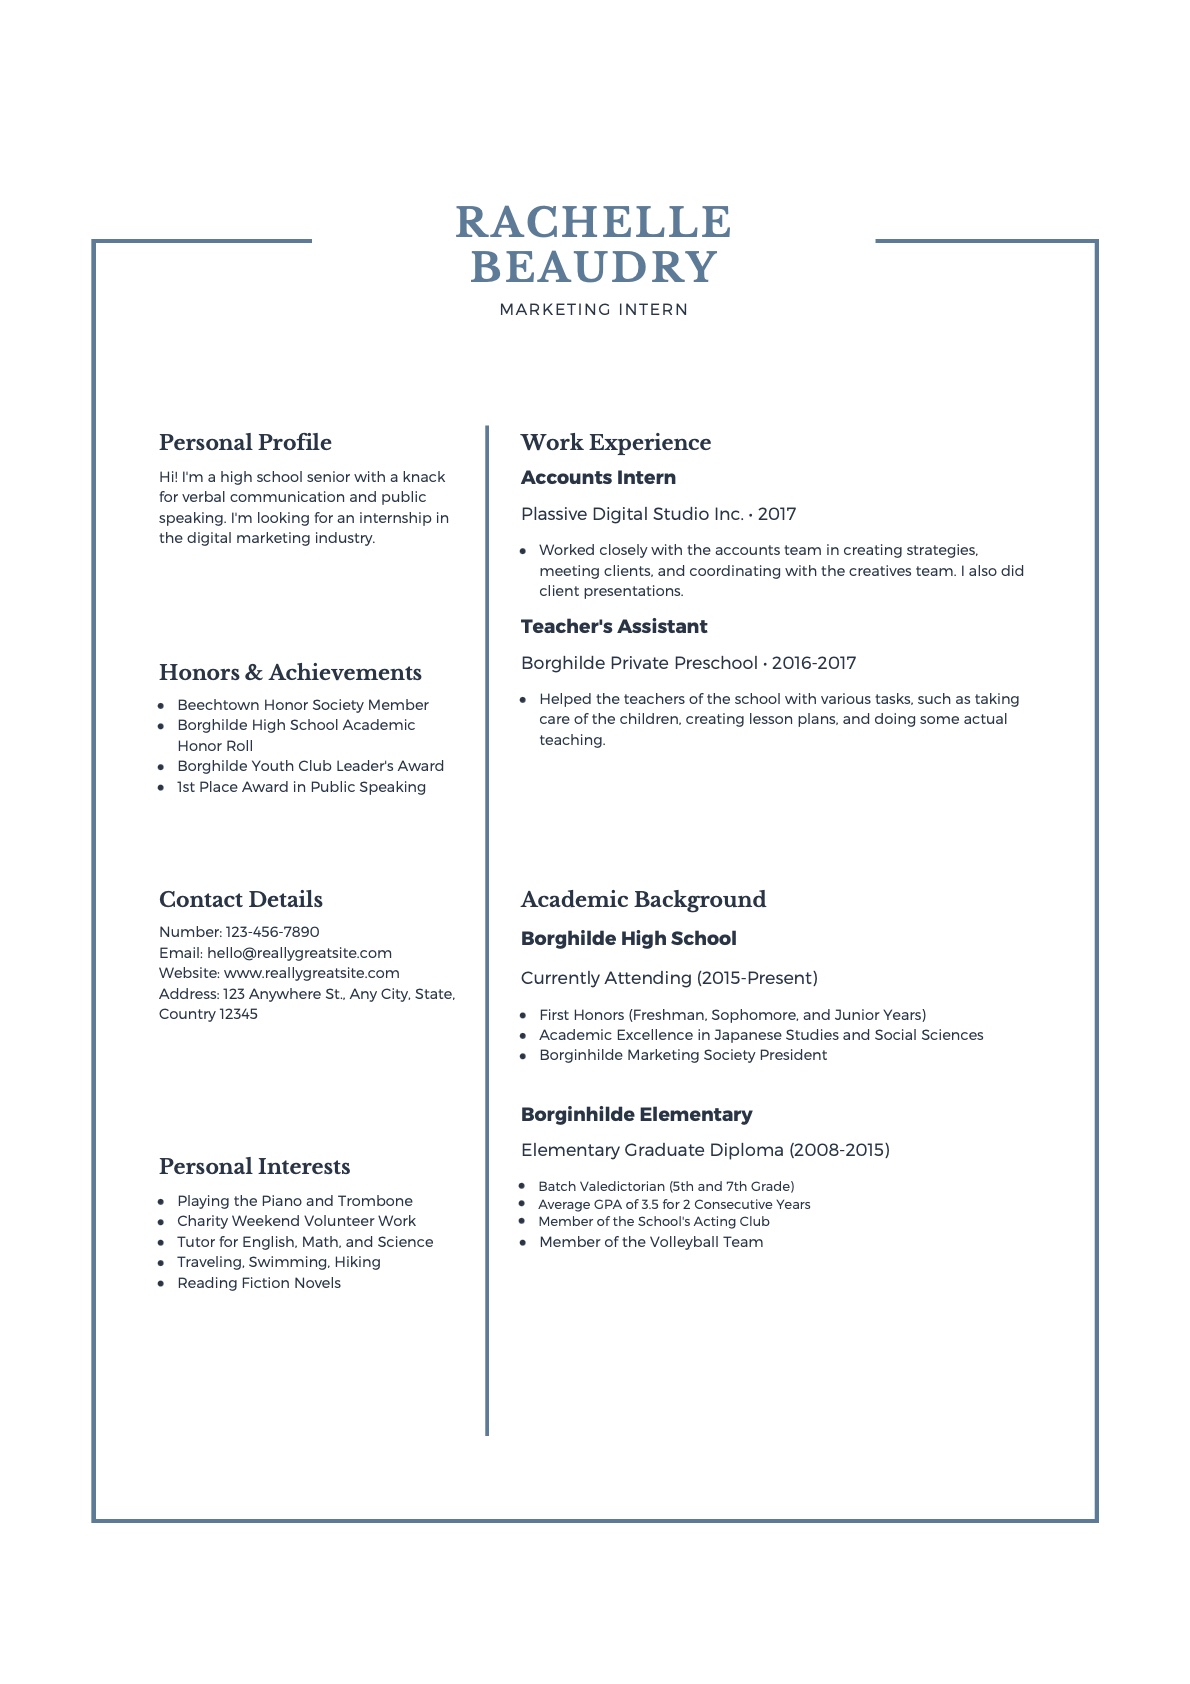 RACHELLE
BEAUDRY
MARKETING INTERN
Personal Profile
Hi! I'm a high school senior with a knack
for verbal communication and public
speaking. I'm looking for an internship in
the digital marketing industry.
Honors & Achievements
• Beechtown Honor Society Member
• Borghilde High School Academic
Honor Roll
• Borghilde Youth Club Leader's Award
• 1st Place Award in Public Speaking
Contact Details
Number: 123-456-7890
Email: hello@reallygreatsite.com
Website: www.reallygreatsite.com
Address: 123 Anywhere St., Any City, State,
Country 12345
Personal Interests
• Playing the Piano and Trombone
• Charity Weekend Volunteer Work
• Tutor for English, Math, and Science
• Traveling, Swimming, Hiking
• Reading Fiction Novels
Work Experience
Accounts Intern
Plassive Digital Studio Inc. • 2017
• Worked closely with the accounts team in creating strategies,
meeting clients, and coordinating with the creatives team. I also did
client presentations.
Teacher's Assistant
Borghilde Private Preschool • 2016-2017
• Helped the teachers of the school with various tasks, such as taking
care of the children, creating lesson plans, and doing some actual
teaching.
Academic Background
Borghilde High School
Currently Attending (2015-Present)
• First Honors (Freshman, Sophomore, and Junior Years)
• Academic Excellence in Japanese Studies and Social Sciences
• Borginhilde Marketing Society President
Borginhilde Elementary
Elementary Graduate Diploma (2008-2015)
• Batch Valedictorian (5th and 7th Grade)
• Average GPA of 3.5 for 2 Consecutive Years
• Member of the School's Acting Club
• Member of the Volleyball Team